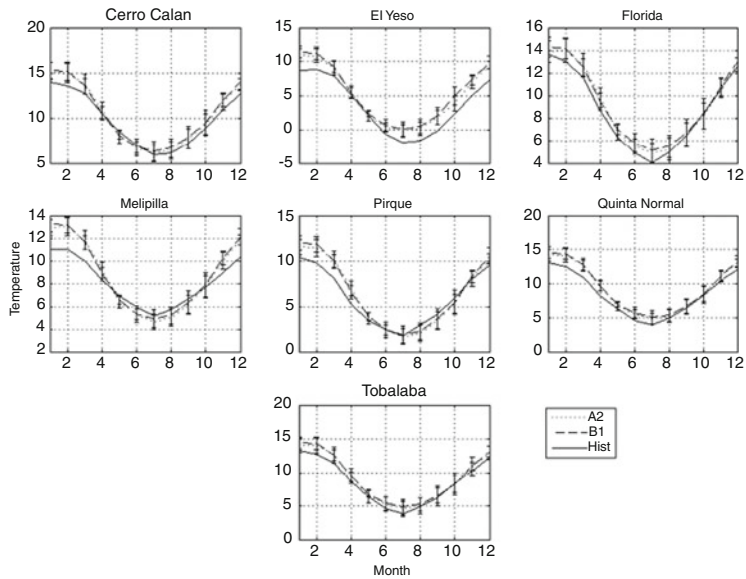 Cerro Calan El Yeso Florida
20 15 16
15 10 14
10 5 12
5 0 10
-5 8
6
4
2 4 6 8 10 12 2 4 6 8 10 12 2 4 6 8 10 12
Melipilla Pirque Quinta Normal
Temperature
14 15 20
12 10 15
10 5 10
8 0 5
6 0
4
2
2 4 6 8 10 12 2 4 6 8 10 12 2 4 6 8 10 12
Tobalaba
20
15
10
5
0
2 4 6 8 10 12
Month
A2
B1
Hist